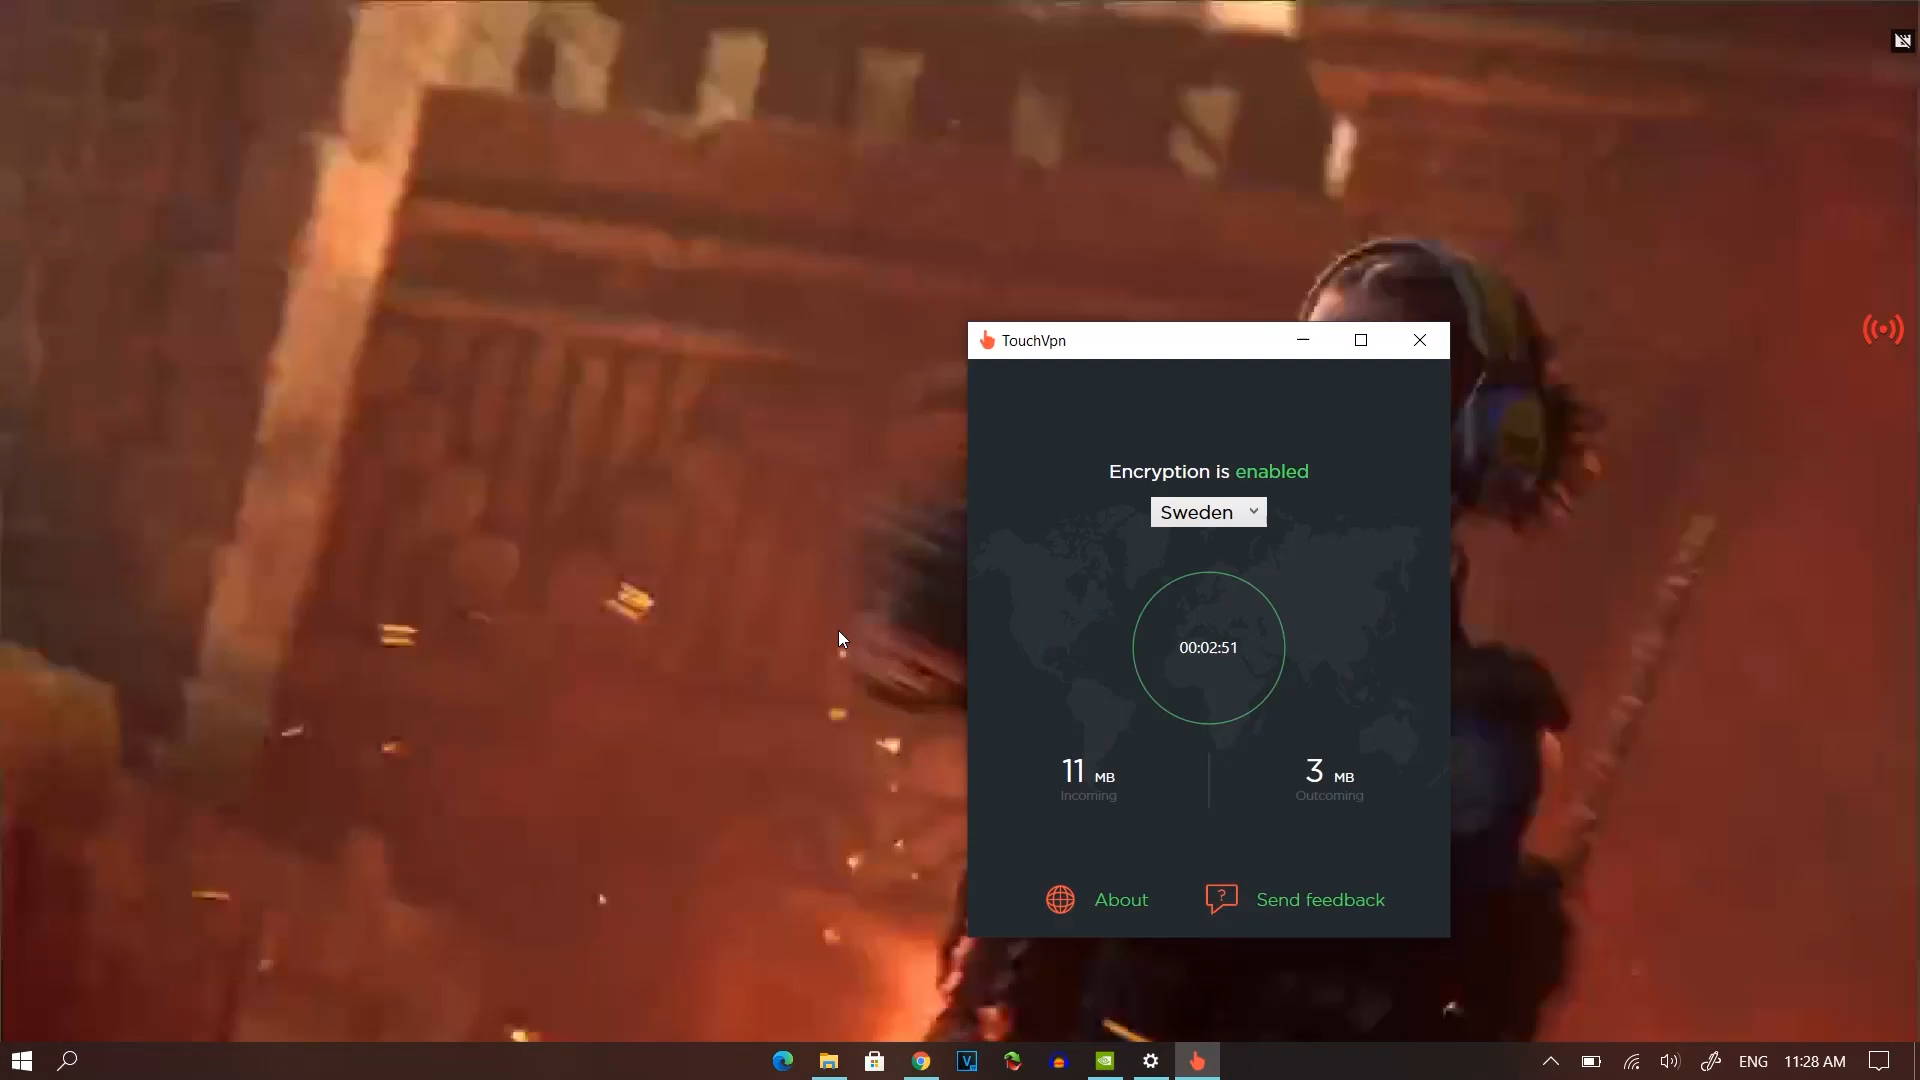 TouchVpn
Encryption is enabled
Sweden
00:02:51
11 MB
Incoming
3 MB
Outcoming
About
Send feedback
ENG
11:28 AM